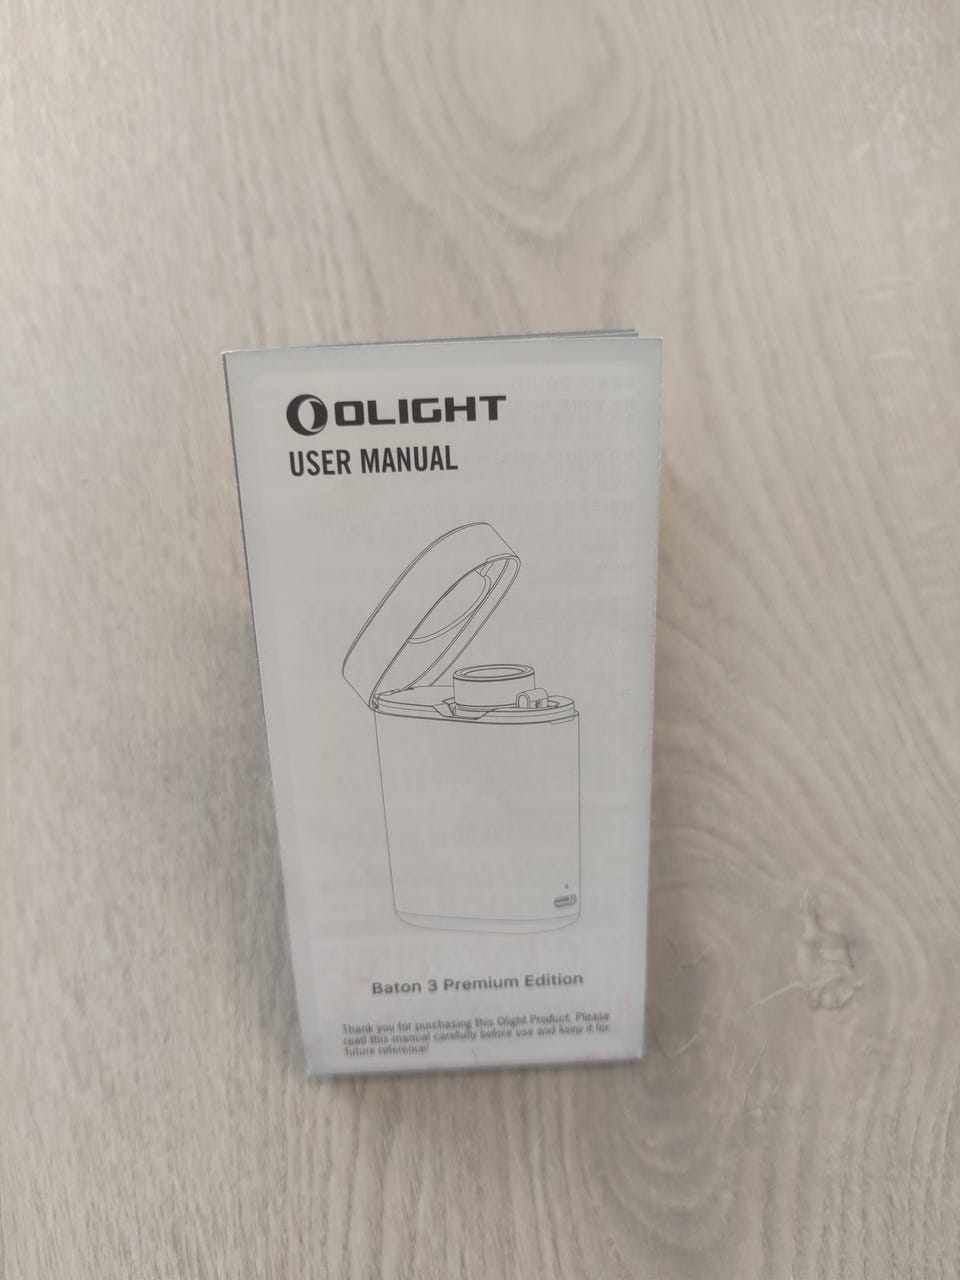 OLIGHT
USER MANUAL
Baton 3 Premium Edition
Thank you for purchasing this Olight Product. Please
read this manual carefully before use and keep it for
future reference!